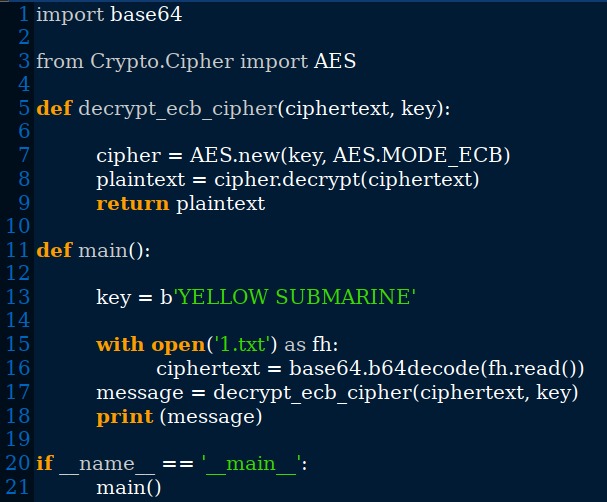 1 import base64
2
3 from Crypto.Cipher import AES
4
5 def decrypt_ecb_cipher(ciphertext, key):
6
7 cipher = AES.new(key, AES.MODE_ECB)
8 plaintext = cipher.decrypt(ciphertext)
9 return plaintext
10
11 def main():
12
13 key = b'YELLOW SUBMARINE'
14
15 with open('1.txt') as fh:
16 ciphertext = base64.b64decode(fh.read())
17 message = decrypt_ecb_cipher(ciphertext, key)
18 print (message)
19
20 if __name__ == '__main__':
21 main()